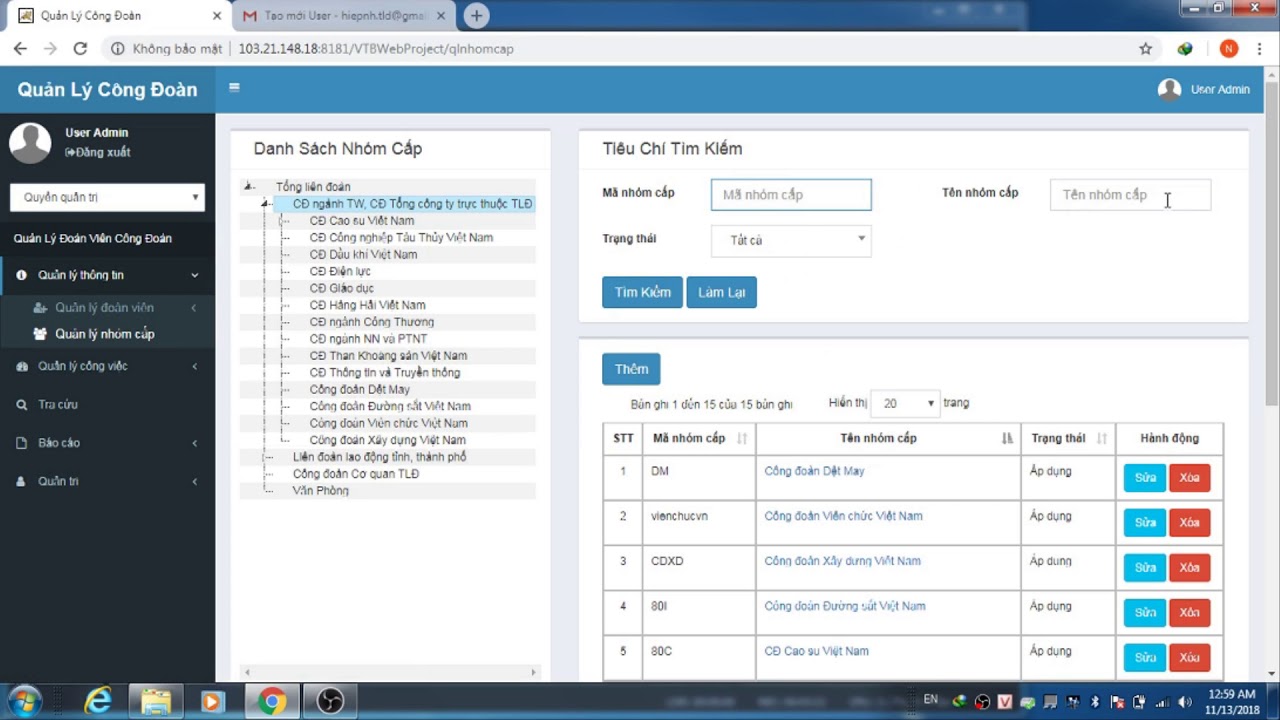 Quản Lý Công Đoàn
Tạo mới User - hiepnh.tld@gmai
Không bảo mật
103.21.148.18:8181/VTBWebProject/qlnhomcap
N
Quản Lý Công Đoàn
User Admin
User Admin
Đăng xuất
Quyền quản trị
Quản Lý Đoàn Viên Công Đoàn
Quản lý thông tin
Quản lý đoàn viên
Quản lý nhóm cấp
Quản lý công việc
Tra cứu
Báo cáo
Quản trị
Danh Sách Nhóm Cấp
Tổng liên đoàn
CĐ ngành TW, CĐ Tổng công ty trực thuộc TLĐ
CĐ Cao su Việt Nam
CĐ Công nghiệp Tàu Thủy Việt Nam
CĐ Dầu khí Việt Nam
CĐ Điện lực
CĐ Giáo dục
CĐ Hàng Hải Việt Nam
CĐ ngành Công Thương
CĐ ngành NN và PTNT
CĐ Than Khoáng sản Việt Nam
CĐ Thông tin và Truyền thông
Công đoàn Dệt May
Công đoàn Đường sắt Việt Nam
Công đoàn Viên chức Việt Nam
Công đoàn Xây dựng Việt Nam
Liên đoàn lao động tỉnh, thành phố
Công đoàn Cơ quan TLĐ
Văn Phòng
Tiêu Chí Tìm Kiếm
Mã nhóm cấp
Mã nhóm cấp
Tên nhóm cấp
Tên nhóm cấp
Trạng thái
Tất cả
Tìm Kiếm
Làm Lại
Thêm
Bản ghi 1 đến 15 của 15 bản ghi
Hiển thị 20 trang
STT Mã nhóm cấp Tên nhóm cấp Trạng thái Hành động
1 DM Công đoàn Dệt May Áp dụng Sửa Xóa
2 vienchucvn Công đoàn Viên chức Việt Nam Áp dụng Sửa Xóa
3 CDXD Công đoàn Xây dựng Việt Nam Áp dụng Sửa Xóa
4 80I Công đoàn Đường sắt Việt Nam Áp dụng Sửa Xóa
5 80C CĐ Cao su Việt Nam Áp dụng Sửa Xóa
EN
12:59 AM
11/13/2018